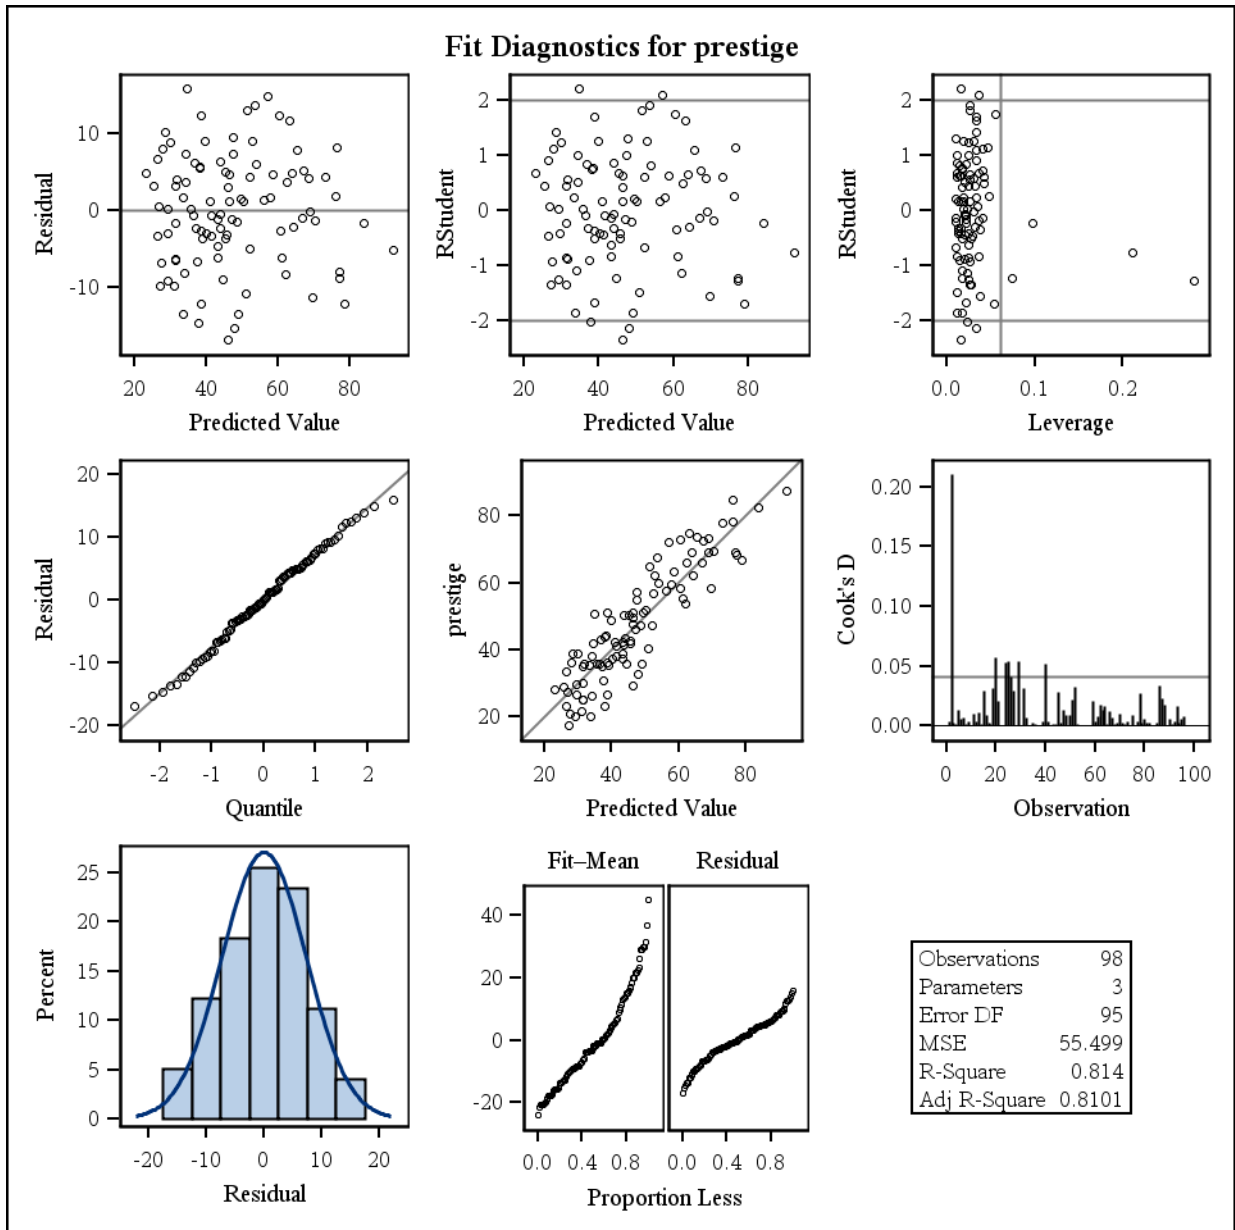 Fit Diagnostics for prestige
10
0
-10
Residual
20 40 60 80
Predicted Value
2
1
0
-1
-2
RStudent
20 40 60 80
Predicted Value
2
1
0
-1
-2
RStudent
0.0 0.1 0.2
Leverage
20
10
0
-10
-20
Residual
-2 -1 0 1 2
Quantile
80
60
40
20
prestige
20 40 60 80
Predicted Value
0.20
0.15
0.10
0.05
0.00
Cook's D
0 20 40 60 80 100
Observation
25
20
15
10
5
0
Percent
-20 -10 0 10 20
Residual
Fit–Mean Residual
40
20
0
-20
0.0 0.4 0.8 0.0 0.4 0.8
Proportion Less
Observations 98
Parameters 3
Error DF 95
MSE 55.499
R-Square 0.814
Adj R-Square 0.8101